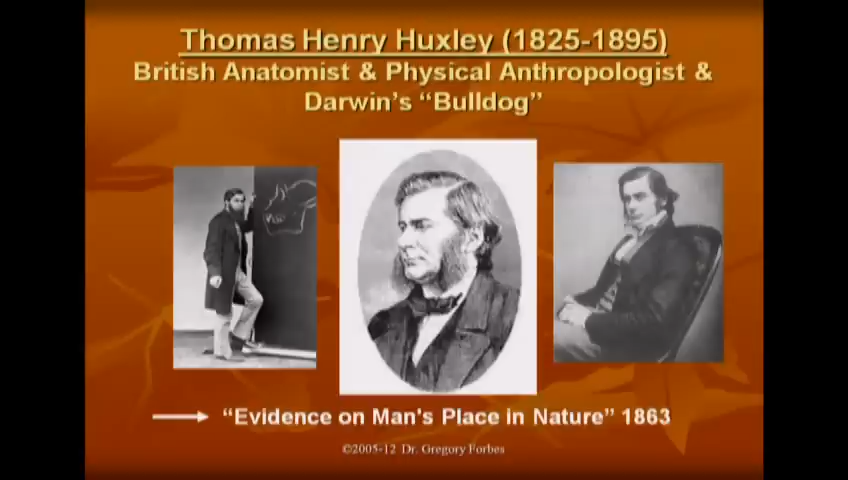 Thomas Henry Huxley (1825-1895)
British Anatomist & Physical Anthropologist &
Darwin's “Bulldog”
“Evidence on Man's Place in Nature” 1863
©2005-12 Dr. Gregory Forbes